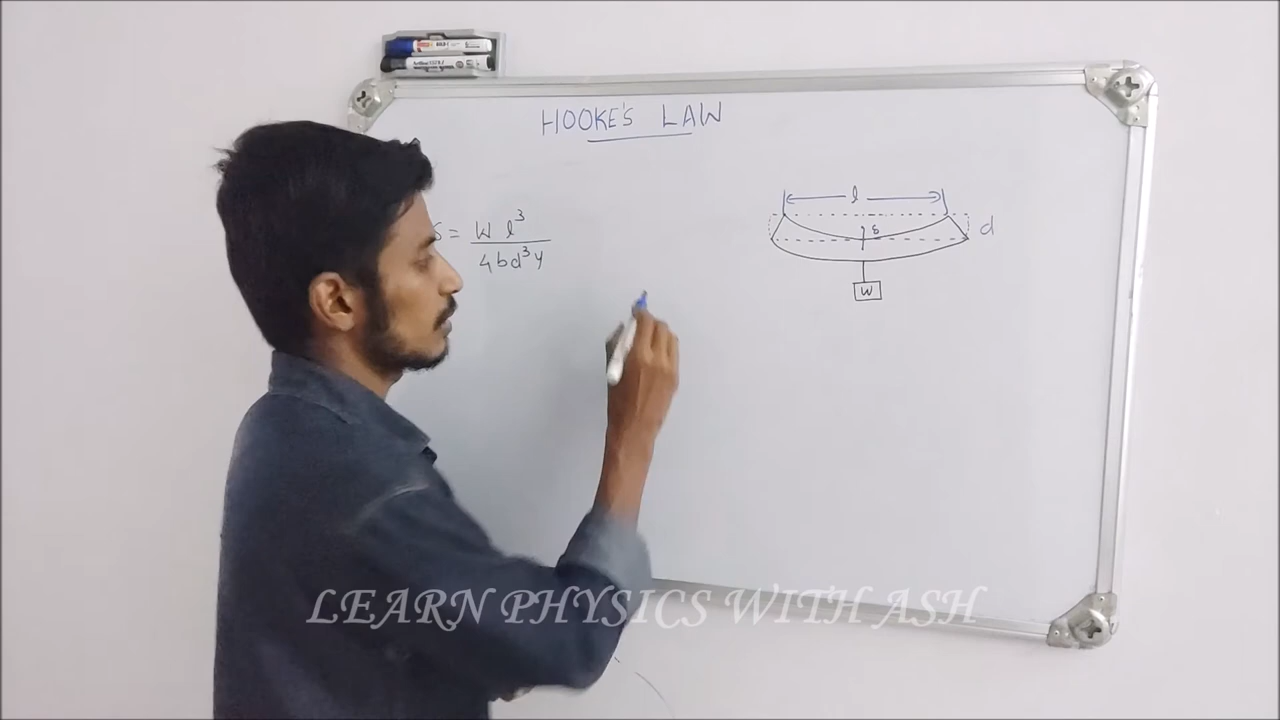 HOOKE'S LAW
δ = W l³
4bd³Y
l
δ
d
W
LEARN PHYSICS WITH ASH